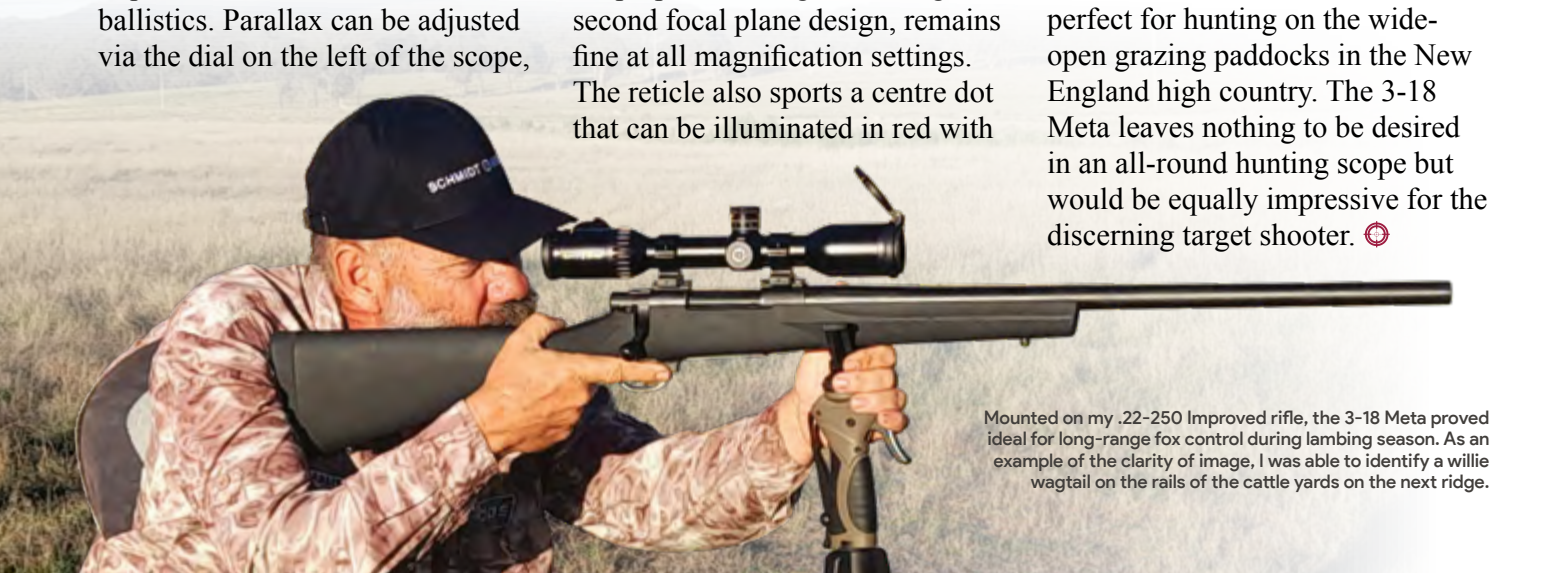 ballistics. Parallax can be adjusted
via the dial on the left of the scope,
second focal plane design, remains
fine at all magnification settings.
The reticle also sports a centre dot
that can be illuminated in red with
perfect for hunting on the wide-
open grazing paddocks in the New
England high country. The 3-18
Meta leaves nothing to be desired
in an all-round hunting scope but
would be equally impressive for the
discerning target shooter.
SCHMIDT
Mounted on my .22-250 Improved rifle, the 3-18 Meta proved
ideal for long-range fox control during lambing season. As an
example of the clarity of image, I was able to identify a willie
wagtail on the rails of the cattle yards on the next ridge.